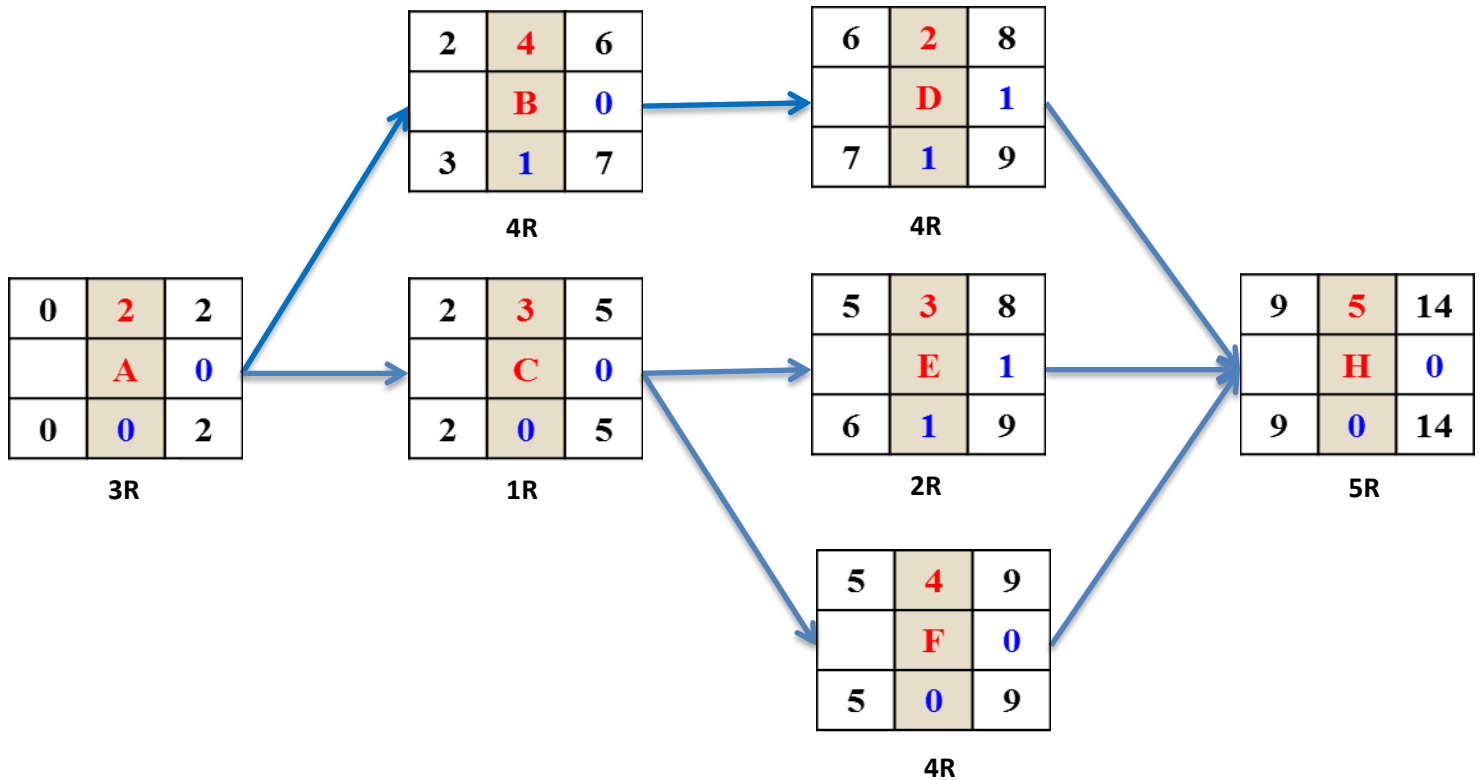 2 4 6
B 0
3 1 7
4R
6 2 8
D 1
7 1 9
4R
0 2 2
A 0
0 0 2
3R
2 3 5
C 0
2 0 5
1R
5 3 8
E 1
6 1 9
2R
9 5 14
H 0
9 0 14
5R
5 4 9
F 0
5 0 9
4R